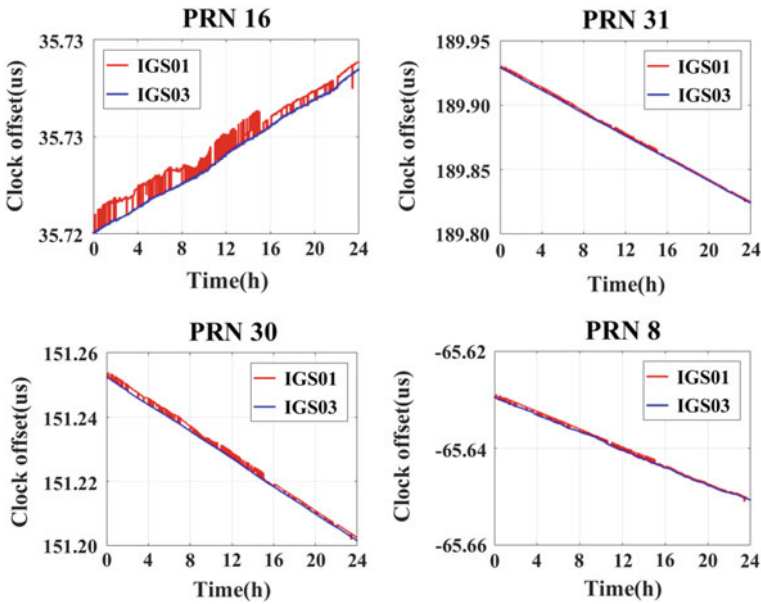 PRN 16
35.73
35.73
35.72
Clock offset(us)
IGS01
IGS03
0 4 8 12 16 20 24
Time(h)
PRN 31
189.95
189.90
189.85
189.80
Clock offset(us)
IGS01
IGS03
0 4 8 12 16 20 24
Time(h)
PRN 30
151.26
151.24
151.22
151.20
Clock offset(us)
IGS01
IGS03
0 4 8 12 16 20 24
Time(h)
PRN 8
-65.62
-65.64
-65.66
Clock offset(us)
IGS01
IGS03
0 4 8 12 16 20 24
Time(h)